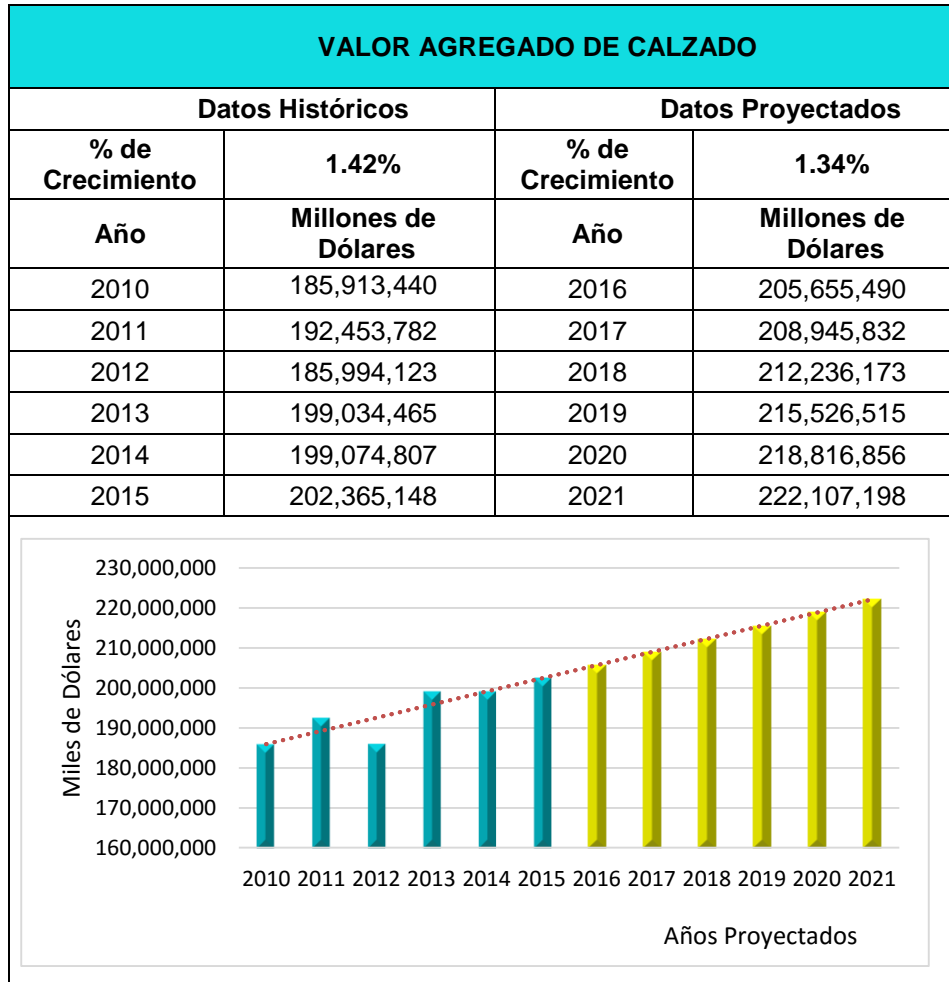 VALOR AGREGADO DE CALZADO
Datos Históricos Datos Proyectados
% de Crecimiento 1.42% % de Crecimiento 1.34%
Año Millones de Dólares Año Millones de Dólares
2010 185,913,440 2016 205,655,490
2011 192,453,782 2017 208,945,832
2012 185,994,123 2018 212,236,173
2013 199,034,465 2019 215,526,515
2014 199,074,807 2020 218,816,856
2015 202,365,148 2021 222,107,198
230,000,000
220,000,000
210,000,000
200,000,000
190,000,000
180,000,000
170,000,000
160,000,000
Miles de Dólares
2010 2011 2012 2013 2014 2015 2016 2017 2018 2019 2020 2021
Años Proyectados